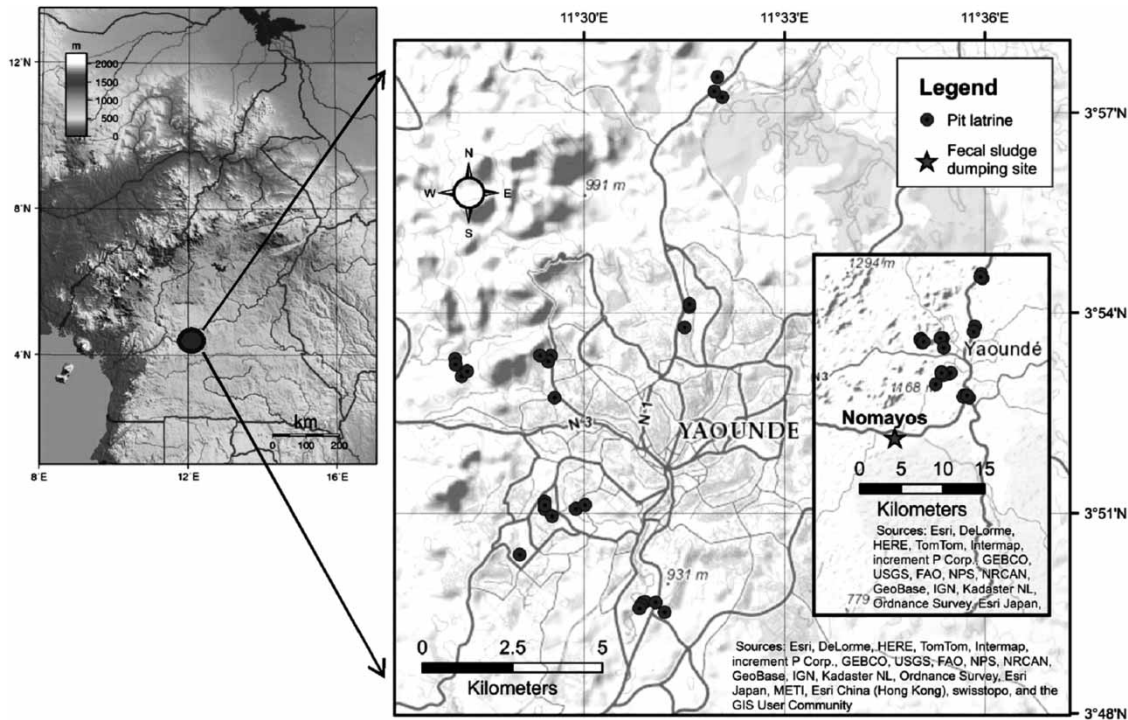 m
2000
1500
1000
500
0
12˚N
8˚N
4˚N
km
0 100 200
8˚E 12˚E 16˚E
11°30'E 11°33'E 11°36'E
3°57'N
3°54'N
3°51'N
3°48'N
N
W E
S
991 m
N-3
N-1
YAOUNDE
931 m
0 2.5 5
Kilometers
Legend
Pit latrine
Fecal sludge
dumping site
1294 m
Yaoundé
N3
1168 m
Nomayos
0 5 10 15
Kilometers
Sources: Esri, DeLorme,
HERE, TomTom, Intermap,
increment P Corp., GEBCO,
USGS, FAO, NPS, NRCAN,
GeoBase, IGN, Kadaster NL,
Ordnance Survey, Esri Japan,
779 m
Sources: Esri, DeLorme, HERE, TomTom, Intermap,
increment P Corp., GEBCO, USGS, FAO, NPS, NRCAN,
GeoBase, IGN, Kadaster NL, Ordnance Survey, Esri
Japan, METI, Esri China (Hong Kong), swisstopo, and the
GIS User Community